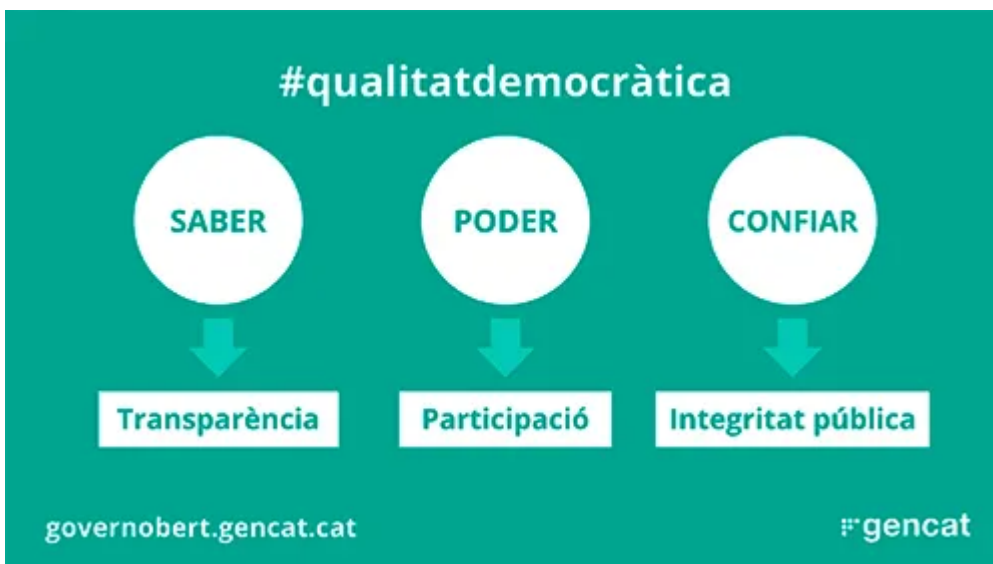 #qualitatdemocràtica
SABER
PODER
CONFIAR
Transparència
Participació
Integritat pública
governobert.gencat.cat
gencat